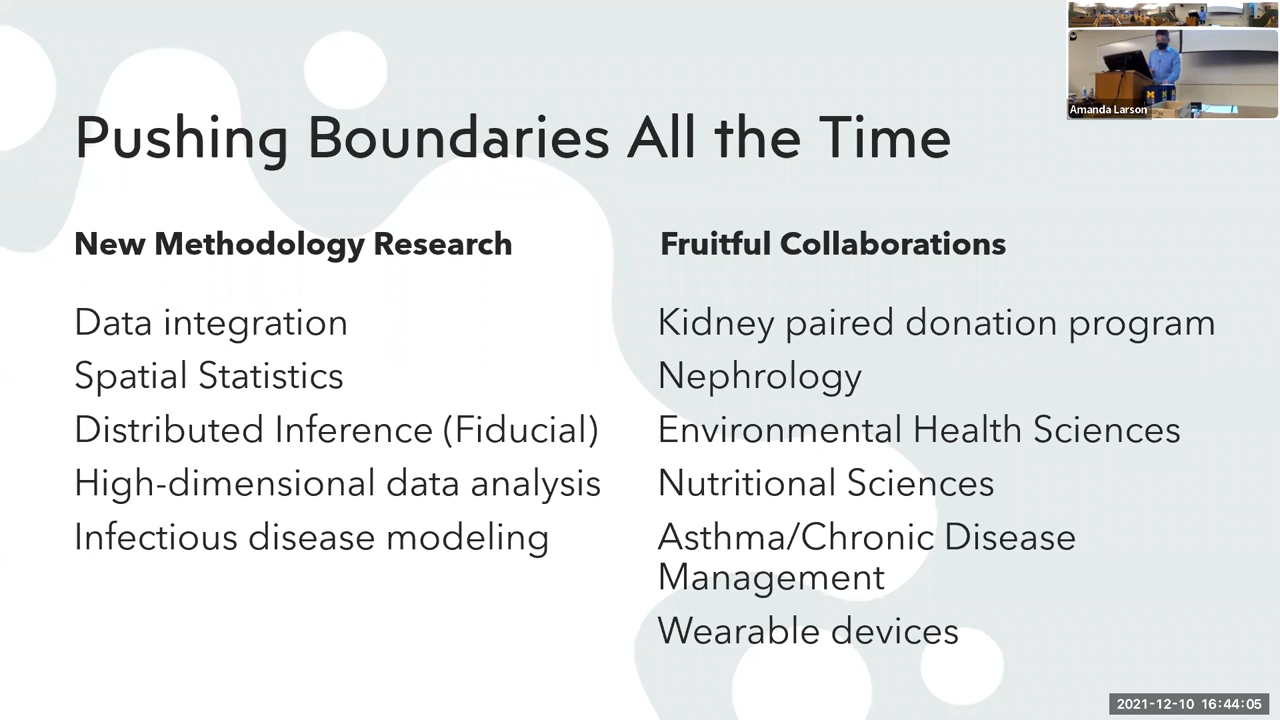 Pushing Boundaries All the Time
New Methodology Research
Data integration
Spatial Statistics
Distributed Inference (Fiducial)
High-dimensional data analysis
Infectious disease modeling
Fruitful Collaborations
Kidney paired donation program
Nephrology
Environmental Health Sciences
Nutritional Sciences
Asthma/Chronic Disease
Management
Wearable devices
Amanda Larson
2021-12-10 16:44:05